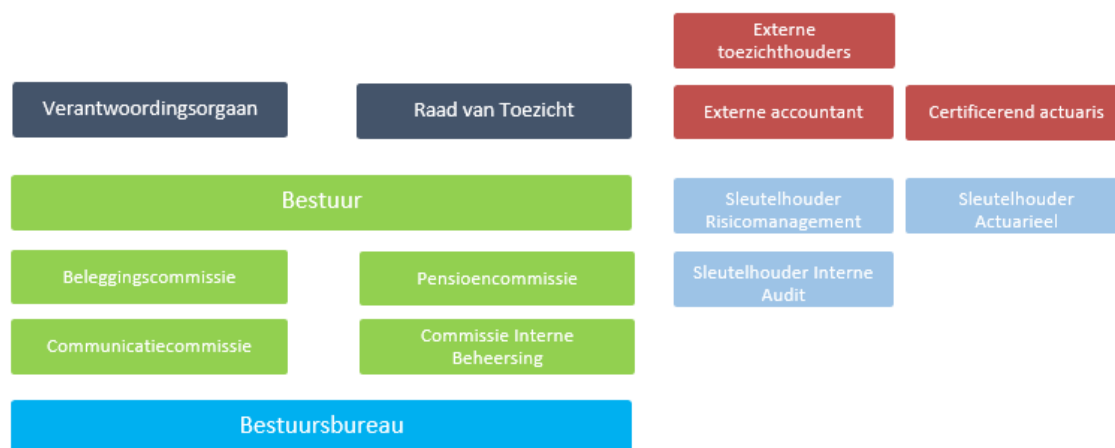 Externe
toezichthouders
Verantwoordingsorgaan
Raad van Toezicht
Externe accountant
Certificerend actuaris
Bestuur
Sleutelhouder
Risicomanagement
Sleutelhouder
Actuarieel
Beleggingscommissie
Pensioencommissie
Sleutelhouder Interne
Audit
Communicatiecommissie
Commissie Interne
Beheersing
Bestuursbureau